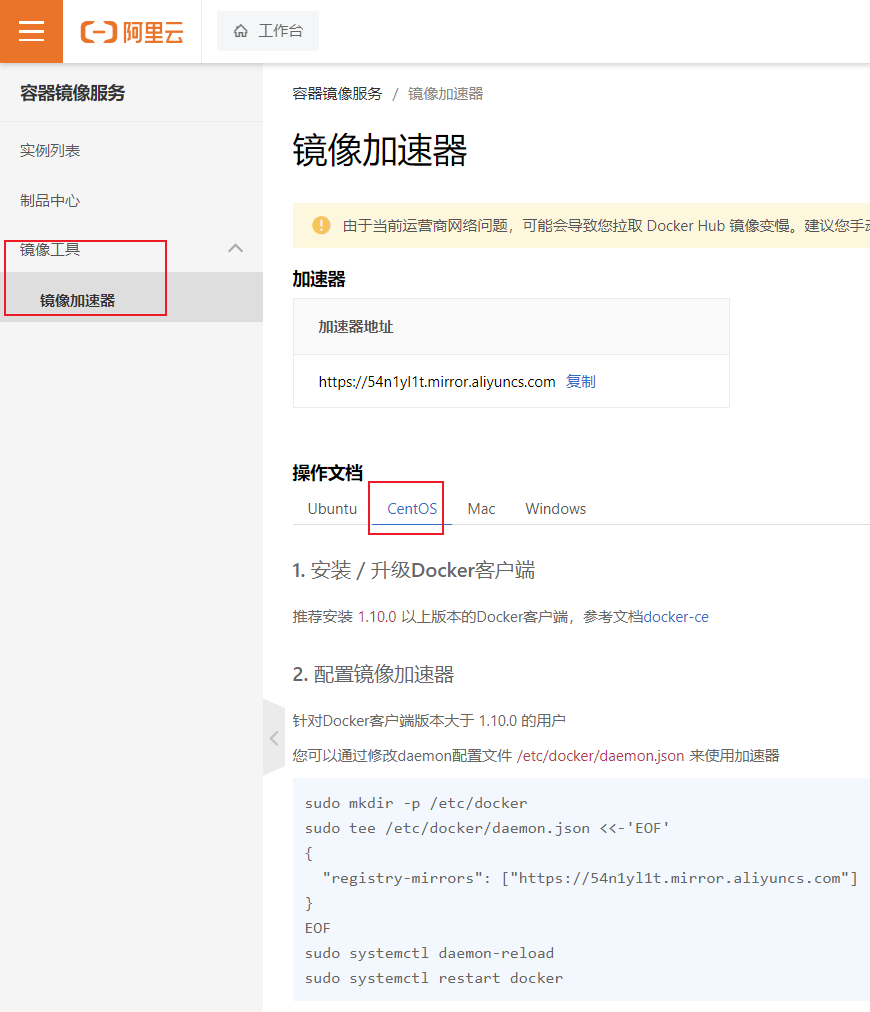 阿里云
工作台
容器镜像服务
实例列表
制品中心
镜像工具
镜像加速器
容器镜像服务 / 镜像加速器
镜像加速器
由于当前运营商网络问题，可能会导致您拉取 Docker Hub 镜像变慢。建议您手
加速器
加速器地址
https://54n1yl1t.mirror.aliyuncs.com 复制
操作文档
Ubuntu CentOS Mac Windows
1. 安装 / 升级Docker客户端
推荐安装 1.10.0 以上版本的Docker客户端，参考文档docker-ce
2. 配置镜像加速器
针对Docker客户端版本大于 1.10.0 的用户
您可以通过修改daemon配置文件 /etc/docker/daemon.json 来使用加速器
sudo mkdir -p /etc/docker
sudo tee /etc/docker/daemon.json <<-'EOF'
{
  "registry-mirrors": ["https://54n1yl1t.mirror.aliyuncs.com"]
}
EOF
sudo systemctl daemon-reload
sudo systemctl restart docker